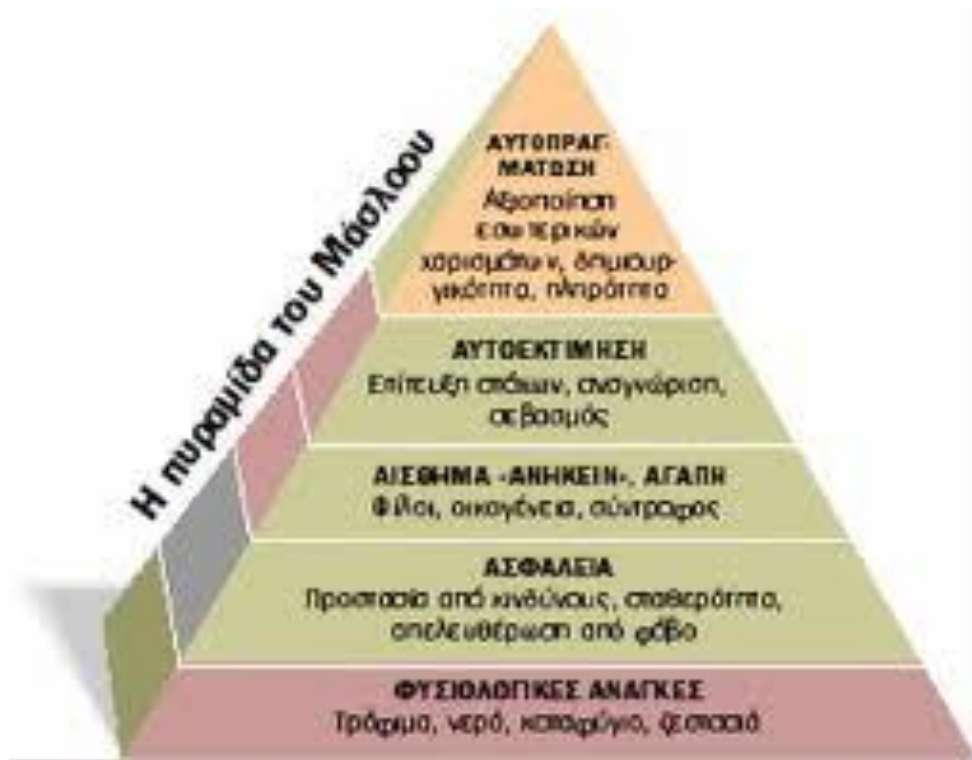 Η πυραμίδα του Μάσλοου
ΑΥΤΟΠΡΑΓ-
ΜΑΤΩΣΗ
Αξιοποίηση
εσωτερικών
χαρισμάτων, δημιουρ-
γικότητα, πληρότητα
ΑΥΤΟΕΚΤΙΜΗΣΗ
Επίτευξη στόχων, αναγνώριση,
σεβασμός
ΑΙΣΘΗΜΑ «ΑΝΗΚΕΙΝ», ΑΓΑΠΗ
Φίλοι, οικογένεια, σύντροφος
ΑΣΦΑΛΕΙΑ
Προστασία από κινδύνους, σταθερότητα,
απελευθέρωση από φόβο
ΦΥΣΙΟΛΟΓΙΚΕΣ ΑΝΑΓΚΕΣ
Τρόφιμα, νερό, καταφύγιο, ζεστασιά